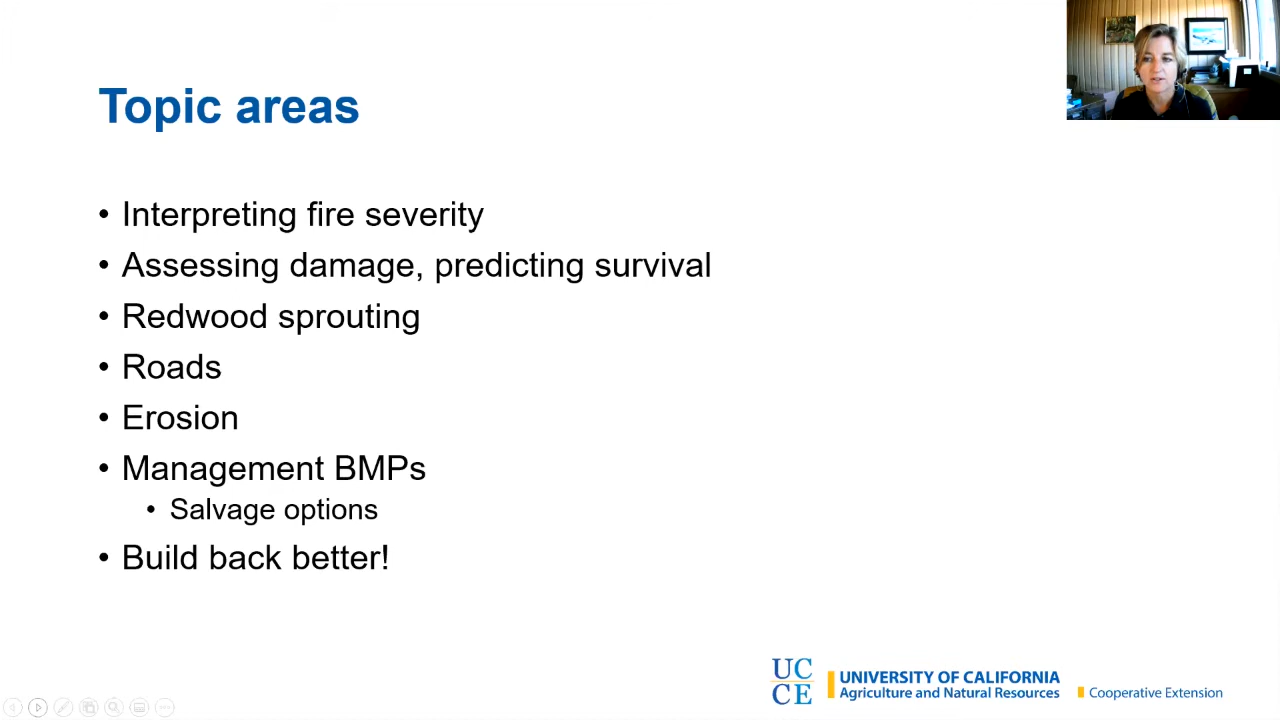 Topic areas
• Interpreting fire severity
• Assessing damage, predicting survival
• Redwood sprouting
• Roads
• Erosion
• Management BMPs
• Salvage options
• Build back better!
UC
CE
UNIVERSITY OF CALIFORNIA
Agriculture and Natural Resources
Cooperative Extension